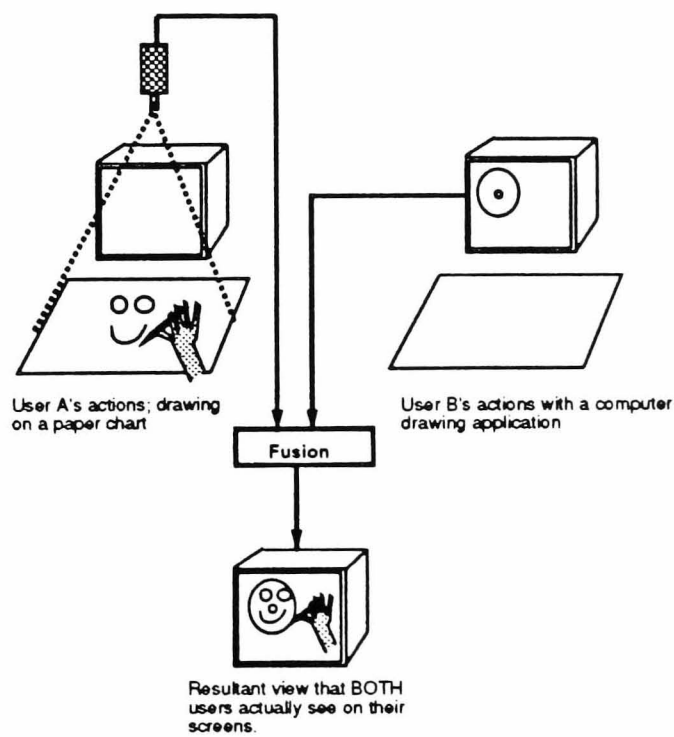 User A's actions; drawing
on a paper chart
User B's actions with a computer
drawing application
Fusion
Resultant view that BOTH
users actually see on their
screens.